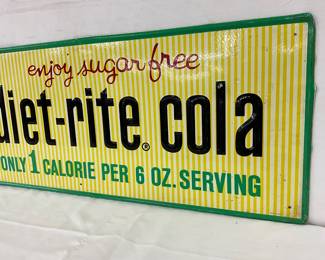 enjoy sugar free
diet-rite® cola
ONLY 1 CALORIE PER 6 OZ. SERVING